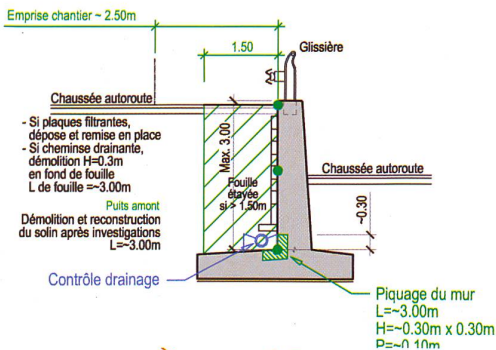 Emprise chantier ~ 2.50m
1.50
Glissière
Chaussée autoroute
- Si plaques filtrantes,
dépose et remise en place
- Si cheminse drainante,
démolition H=0.3m
en fond de fouille
L de fouille =~3.00m
Puits amont
Démolition et reconstruction
du solin après investigations
L=~3.00m
Max. 3.00
Fouille
étayée
si > 1.50m
Chaussée autoroute
~0.30
Contrôle drainage
Piquage du mur
L=~3.00m
H=~0.30m x 0.30m
P=~0.10m